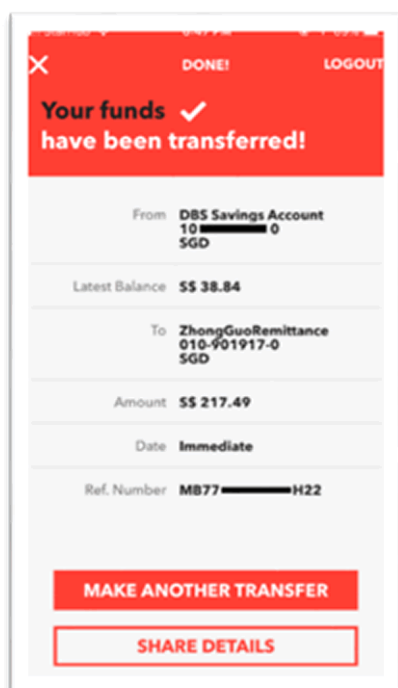 DONE!
LOGOUT
Your funds
have been transferred!
From DBS Savings Account
10 0
SGD
Latest Balance S$ 38.84
To ZhongGuoRemittance
010-901917-0
SGD
Amount S$ 217.49
Date Immediate
Ref. Number MB77 H22
MAKE ANOTHER TRANSFER
SHARE DETAILS